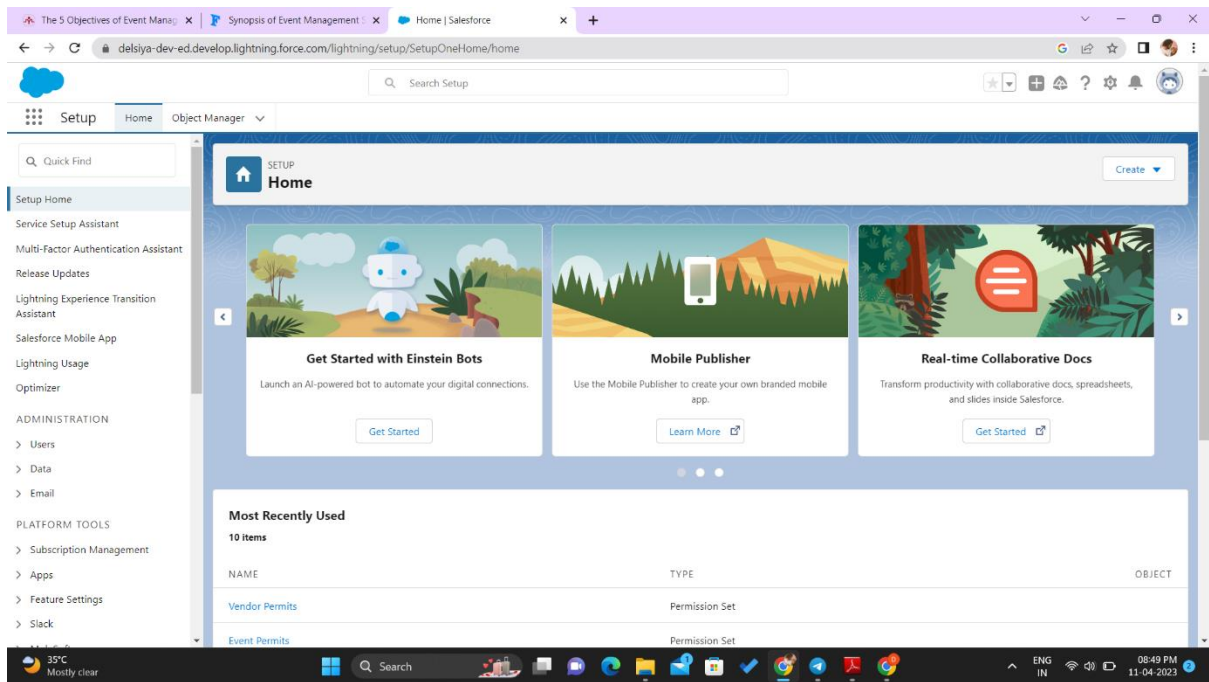 The 5 Objectives of Event Manag
Synopsis of Event Management
Home | Salesforce
delsiya-dev-ed.develop.lightning.force.com/lightning/setup/SetupOneHome/home
Search Setup
Setup
Home
Object Manager
Quick Find
Setup Home
Service Setup Assistant
Multi-Factor Authentication Assistant
Release Updates
Lightning Experience Transition
Assistant
Salesforce Mobile App
Lightning Usage
Optimizer
ADMINISTRATION
Users
Data
Email
PLATFORM TOOLS
Subscription Management
Apps
Feature Settings
Slack
SETUP
Home
Create
Get Started with Einstein Bots
Launch an AI-powered bot to automate your digital connections.
Get Started
Mobile Publisher
Use the Mobile Publisher to create your own branded mobile
app.
Learn More
Real-time Collaborative Docs
Transform productivity with collaborative docs, spreadsheets,
and slides inside Salesforce.
Get Started
Most Recently Used
10 items
NAME TYPE OBJECT
Vendor Permits Permission Set
Event Permits Permission Set
35°C
Mostly clear
Search
ENG
IN
08:49 PM
11-04-2023
2